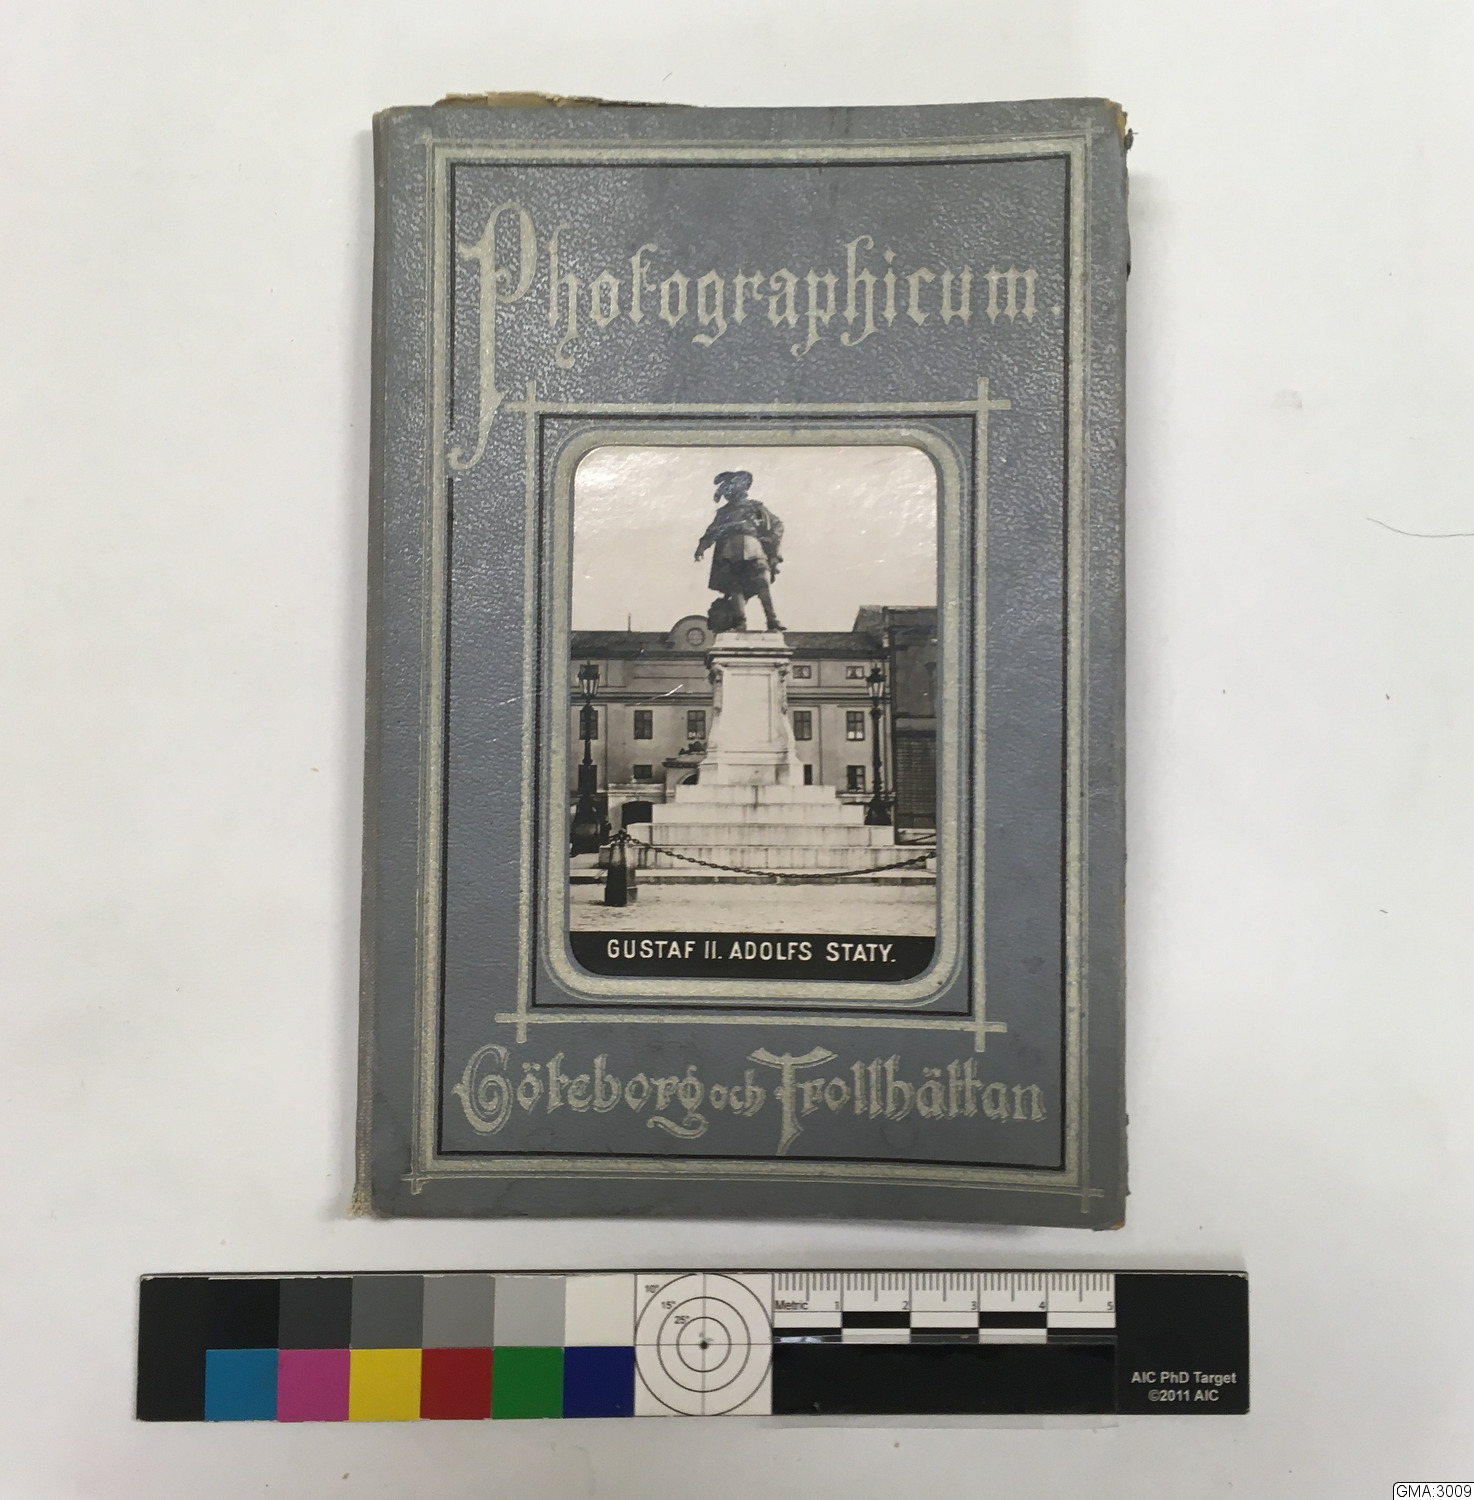 Photographicum.
GUSTAF II. ADOLFS STATY.
Göteborg och Trollhättan
10°
15°
25°
Metric 1 2 3 4 5
AIC PhD Target
©2011 AIC
GMA:3009